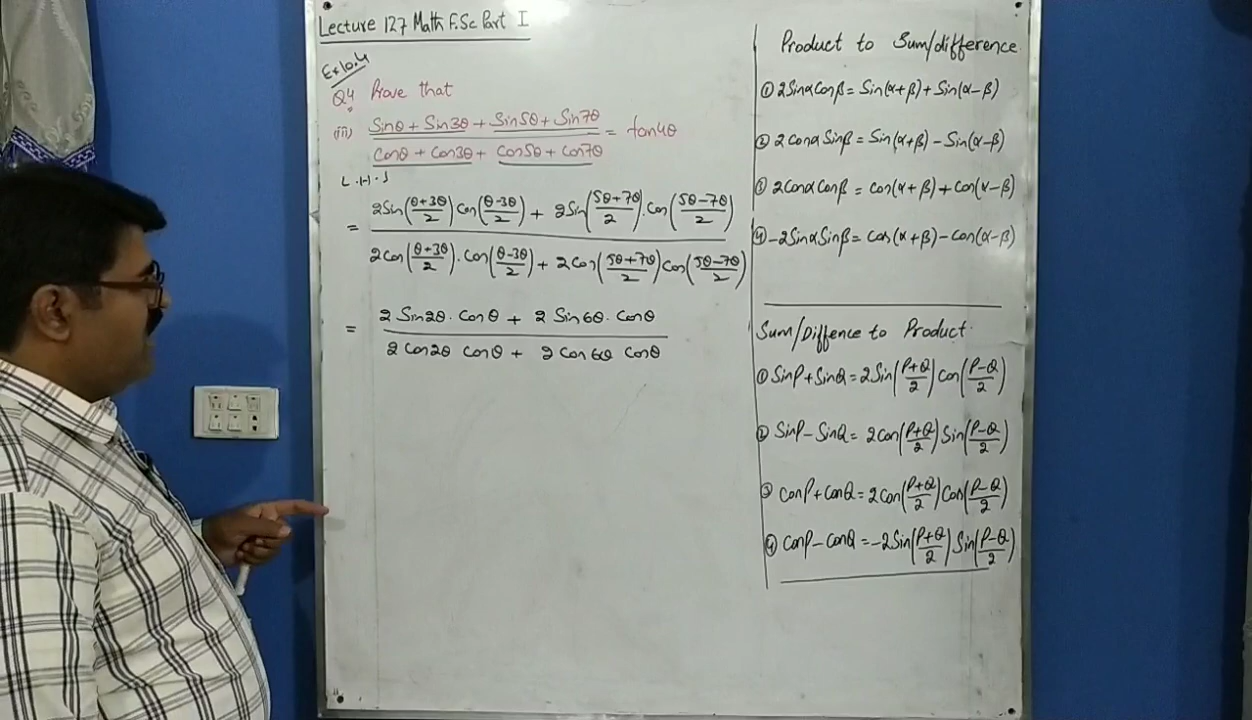 Lecture 127 Math F.Sc Part I
Ex 10.4
Q4 Prove that
(iii) Sinθ + Sin3θ + Sin5θ + Sin7θ / Cosθ + Cos3θ + Cos5θ + Cos7θ = tan4θ
L.H.S
= 2Sin(θ+3θ/2) Cos(θ-3θ/2) + 2Sin(5θ+7θ/2).Cos(5θ-7θ/2) / 2Cos(θ+3θ/2).Cos(θ-3θ/2) + 2Cos(5θ+7θ/2) Cos(5θ-7θ/2)
= 2 Sin2θ. Cosθ + 2 Sin6θ. Cosθ / 2 Cos2θ Cosθ + 2 Cos6θ Cosθ
Product to Sum/difference
① 2SinαCosβ = Sin(α+β) + Sin(α-β)
② 2CosαSinβ = Sin(α+β) - Sin(α-β)
③ 2CosαCosβ = Cos(α+β) + Cos(α-β)
④ -2SinαSinβ = Cos(α+β) - Cos(α-β)
Sum/Diffence to Product.
① SinP + SinQ = 2Sin(P+Q/2) Cos(P-Q/2)
② SinP - SinQ = 2Cos(P+Q/2) Sin(P-Q/2)
③ CosP + CosQ = 2Cos(P+Q/2) Cos(P-Q/2)
④ CosP - CosQ = -2Sin(P+Q/2) Sin(P-Q/2)